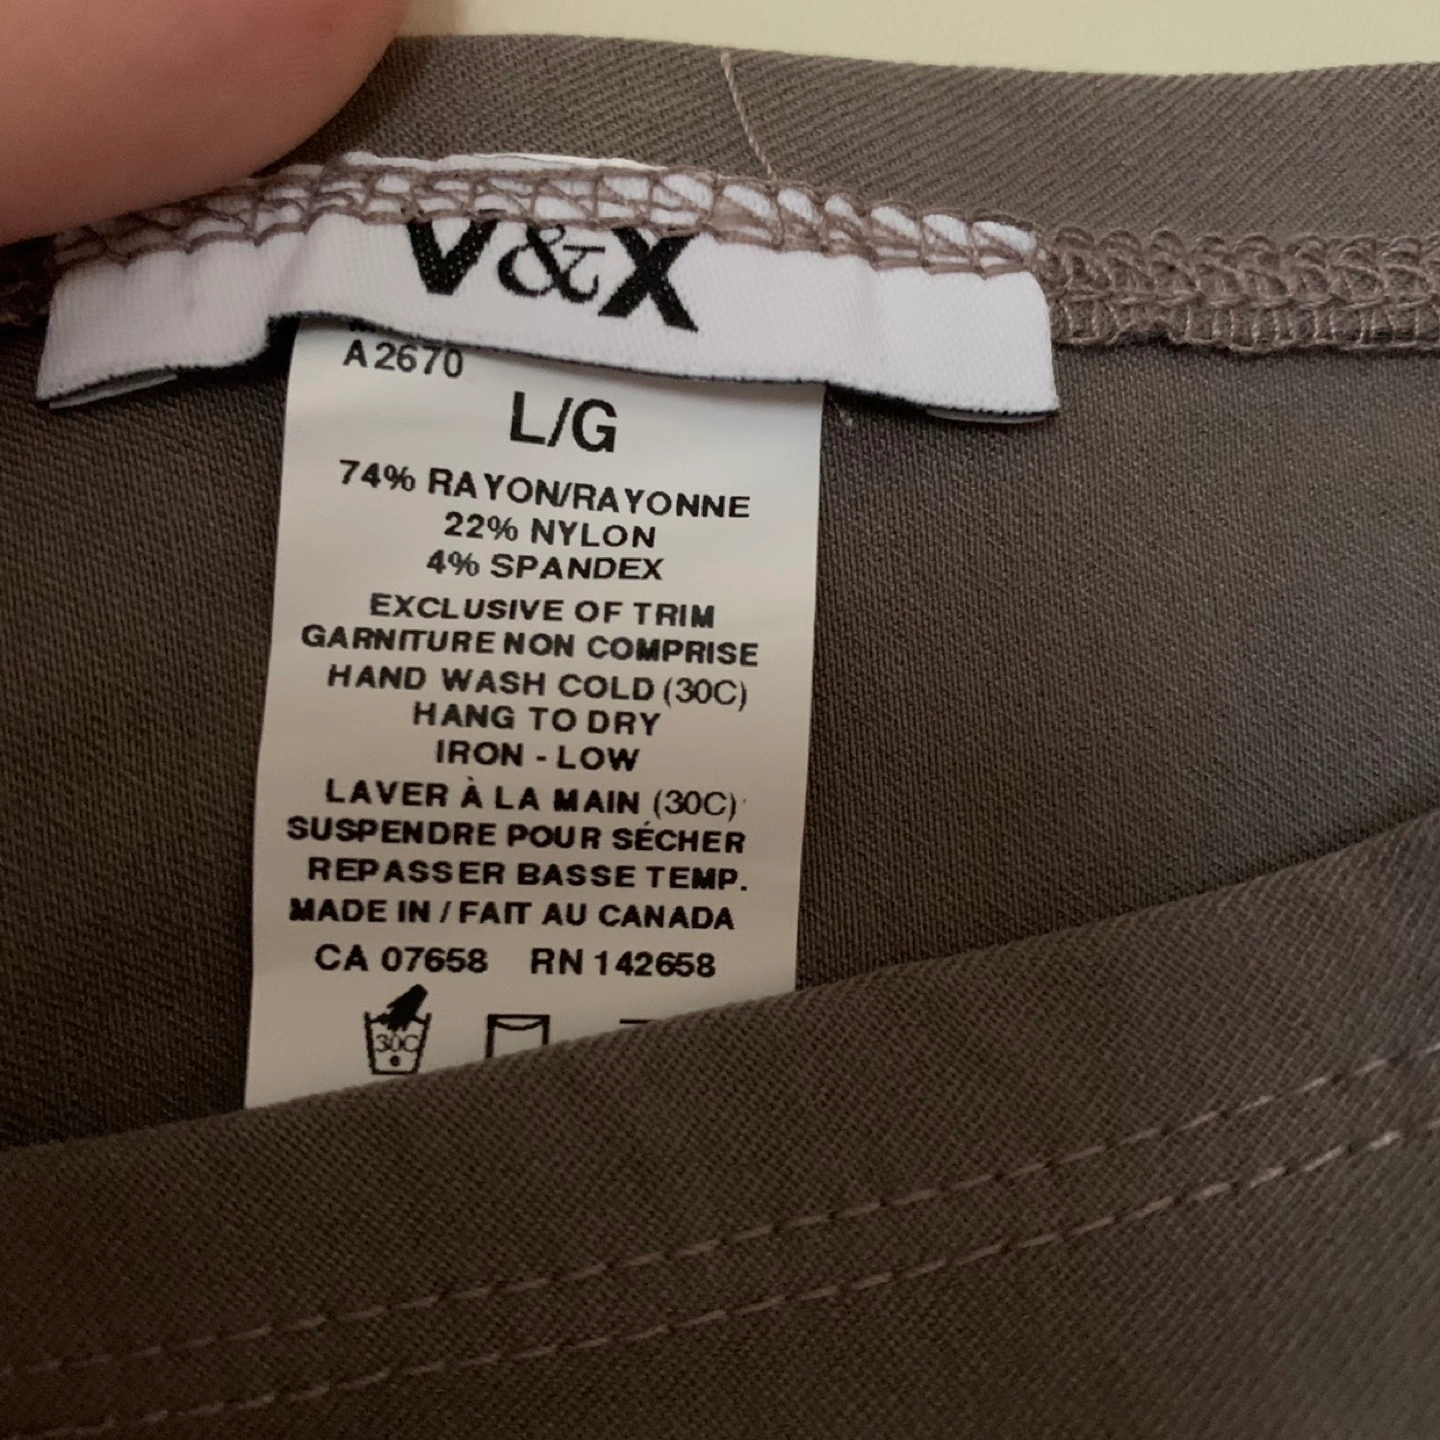 V&X
A2670
L/G
74% RAYON/RAYONNE
22% NYLON
4% SPANDEX
EXCLUSIVE OF TRIM
GARNITURE NON COMPRISE
HAND WASH COLD (30C)
HANG TO DRY
IRON - LOW
LAVER À LA MAIN (30C)
SUSPENDRE POUR SÉCHER
REPASSER BASSE TEMP.
MADE IN / FAIT AU CANADA
CA 07658 RN 142658
30C